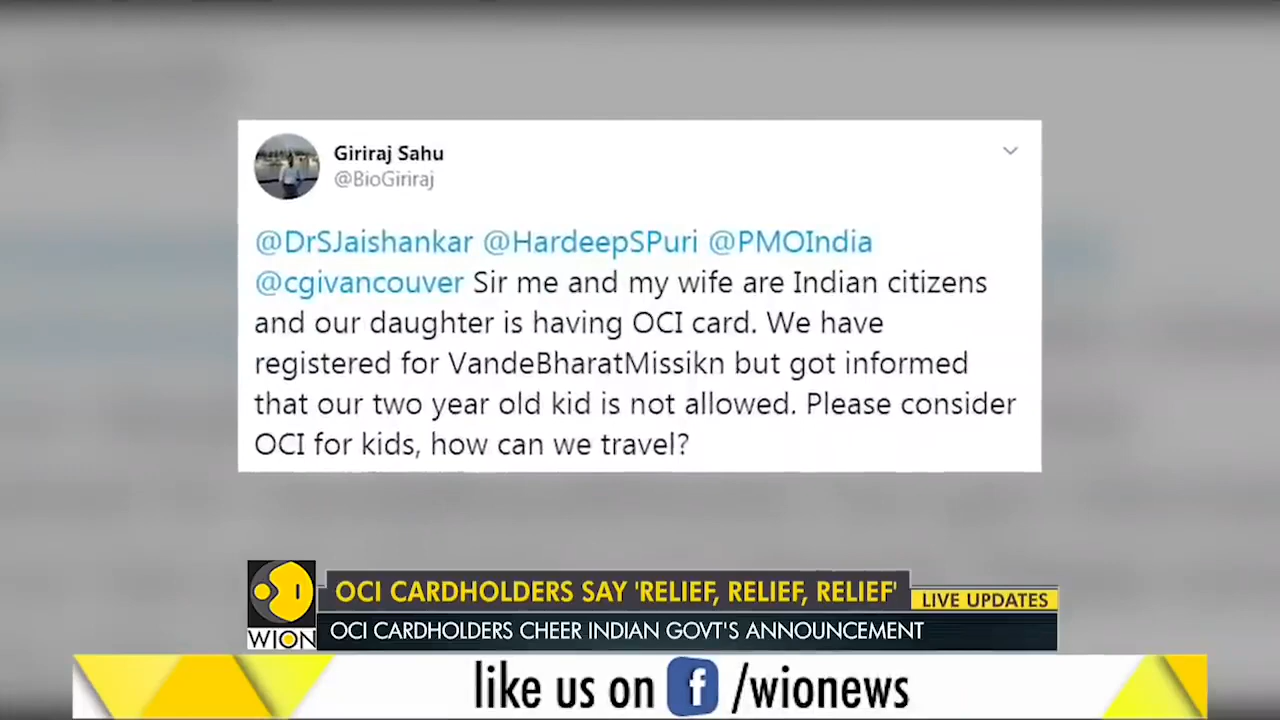 Giriraj Sahu
@BioGiriraj
@DrSJaishankar @HardeepSPuri @PMOIndia
@cgivancouver Sir me and my wife are Indian citizens
and our daughter is having OCI card. We have
registered for VandeBharatMissikn but got informed
that our two year old kid is not allowed. Please consider
OCI for kids, how can we travel?
OCI CARDHOLDERS SAY 'RELIEF, RELIEF, RELIEF'
LIVE UPDATES
WION
OCI CARDHOLDERS CHEER INDIAN GOVT'S ANNOUNCEMENT
like us on f /wionews